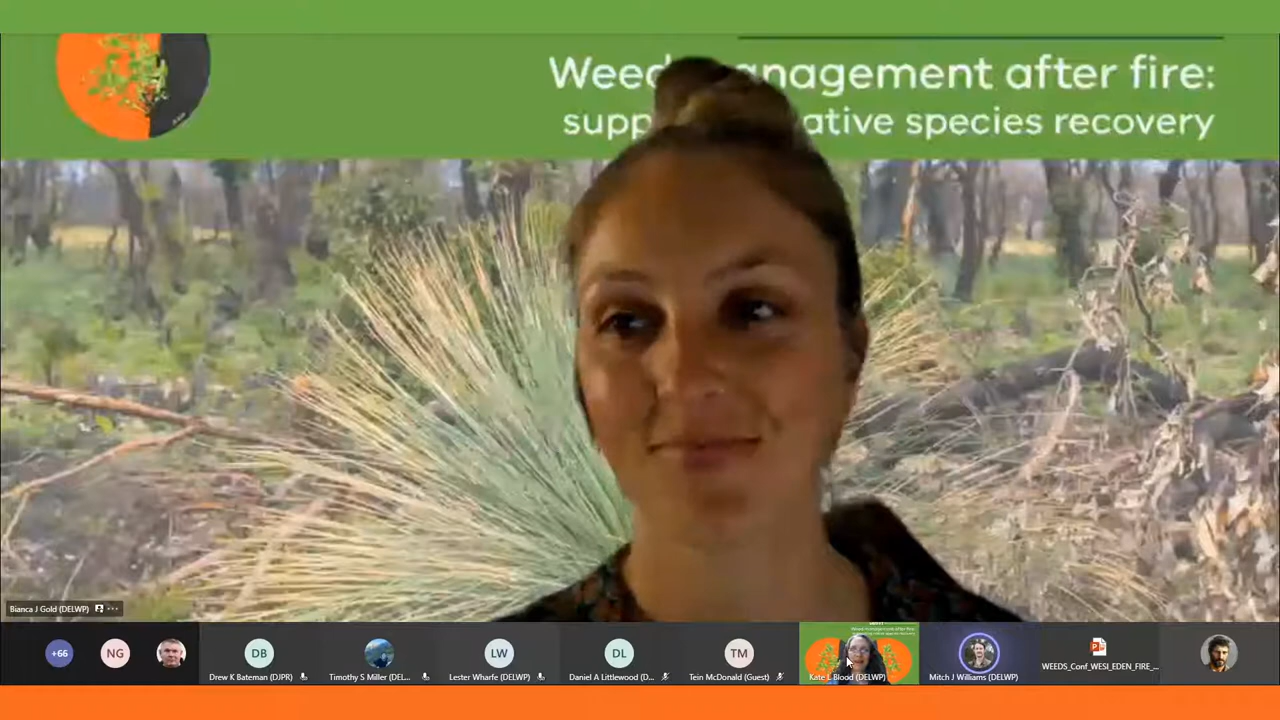 Weed management after fire:
supp ative species recovery
Bianca J Gold (DELWP)
+66
NG
DB
LW
DL
TM
Drew K Bateman (DJPR)
Timothy S Miller (DEL...
Lester Wharfe (DELWP)
Daniel A Littlewood (D...
Tein McDonald (Guest)
Kate L Blood (DELWP)
Mitch J Williams (DELWP)
WEEDS_Conf_WESI_EDEN_FIRE_...